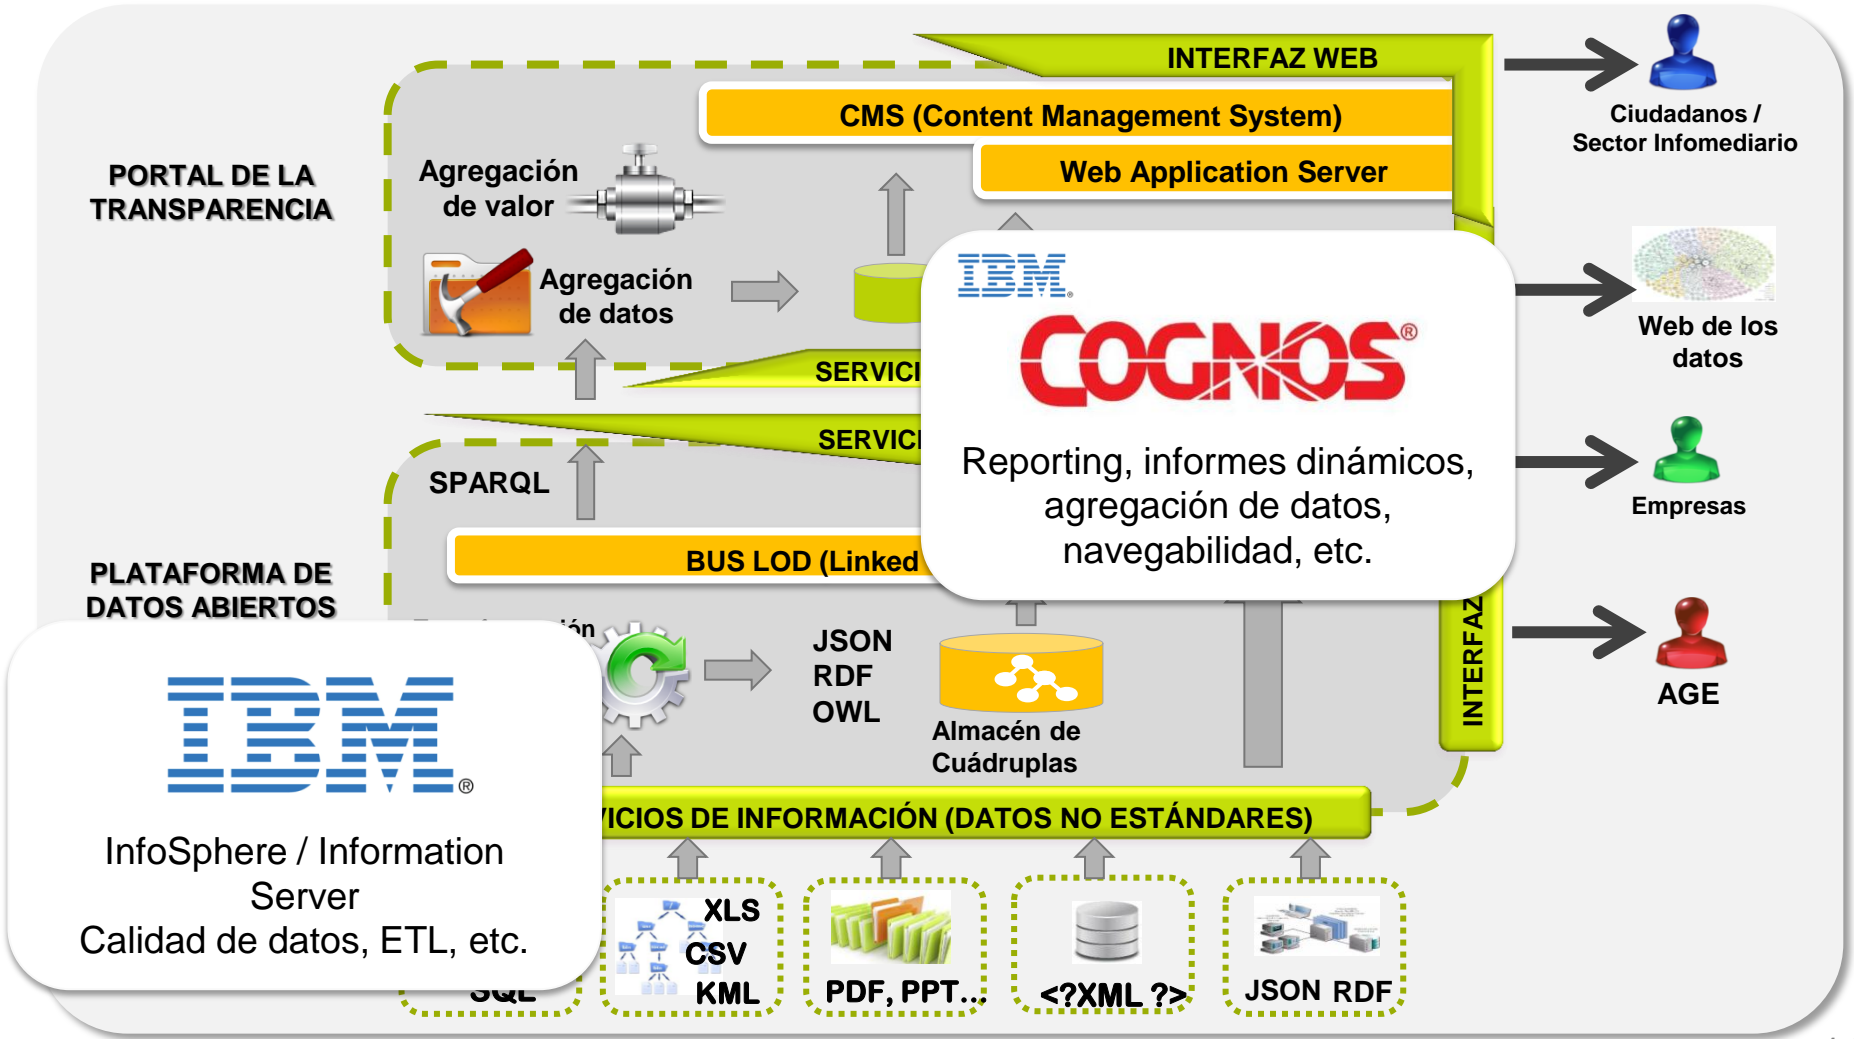 INTERFAZ WEB
CMS (Content Management System)
Web Application Server
Ciudadanos /
Sector Infomediario
PORTAL DE LA
TRANSPARENCIA
Agregación
de valor
Agregación
de datos
IBM®
COGNOS®
Reporting, informes dinámicos,
agregación de datos,
navegabilidad, etc.
Web de los
datos
SERVICI
SERVICI
SPARQL
Empresas
BUS LOD (Linked
PLATAFORMA DE
DATOS ABIERTOS
JSON
RDF
OWL
Almacén de
Cuádruplas
INTERFAZ
AGE
IBM®
InfoSphere / Information
Server
Calidad de datos, ETL, etc.
VICIOS DE INFORMACIÓN (DATOS NO ESTÁNDARES)
SQL
XLS
CSV
KML
PDF, PPT...
<?XML ?>
JSON RDF